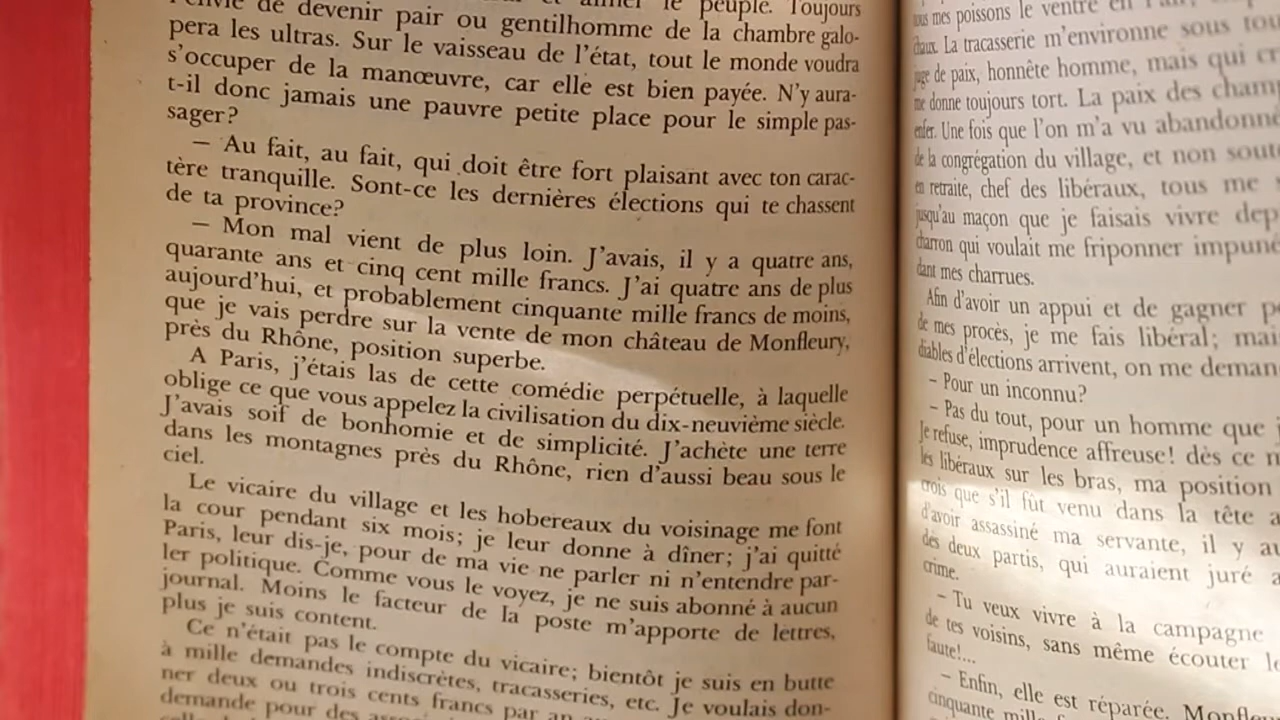 l'envie de devenir pair ou gentilhomme de la chambre galo-
pera les ultras. Sur le vaisseau de l'état, tout le monde voudra
s'occuper de la manœuvre, car elle est bien payée. N'y aura-
t-il donc jamais une pauvre petite place pour le simple pas-
sager?
– Au fait, au fait, qui doit être fort plaisant avec ton carac-
tère tranquille. Sont-ce les dernières élections qui te chassent
de ta province?
– Mon mal vient de plus loin. J'avais, il y a quatre ans,
quarante ans et cinq cent mille francs. J'ai quatre ans de plus
aujourd'hui, et probablement cinquante mille francs de moins,
que je vais perdre sur la vente de mon château de Monfleury,
près du Rhône, position superbe.
A Paris, j'étais las de cette comédie perpétuelle, à laquelle
oblige ce que vous appelez la civilisation du dix-neuvième siècle.
J'avais soif de bonhomie et de simplicité. J'achète une terre
dans les montagnes près du Rhône, rien d'aussi beau sous le
ciel.
Le vicaire du village et les hobereaux du voisinage me font
la cour pendant six mois; je leur donne à dîner; j'ai quitté
Paris, leur dis-je, pour de ma vie ne parler ni n'entendre par-
ler politique. Comme vous le voyez, je ne suis abonné à aucun
journal. Moins le facteur de la poste m'apporte de lettres,
plus je suis content.
Ce n'était pas le compte du vicaire; bientôt je suis en butte
à mille demandes indiscrètes, tracasseries, etc. Je voulais don-
ner deux ou trois cents francs par an
demande pour des
mes poissons le ventre en
chaux. La tracasserie m'environne sous
juge de paix, honnête homme, mais qui
me donne toujours tort. La paix des
enfer. Une fois que l'on m'a vu
de la congrégation du village, et non
en retraite, chef des libéraux, tous me
jusqu'au maçon que je faisais vivre
charron qui voulait me friponner
dant mes charrues.
Afin d'avoir un appui et de gagner
de mes procès, je me fais libéral;
diables d'élections arrivent, on me
– Pour un inconnu?
– Pas du tout, pour un homme que
Je refuse, imprudence affreuse! dès ce
les libéraux sur les bras, ma position
crois que s'il fût venu dans la tête
d'avoir assassiné ma servante, il y
des deux partis, qui auraient juré
crime.
– Tu veux vivre à la campagne
de tes voisins, sans même écouter
faute!...
– Enfin, elle est réparée.
cinquante mille